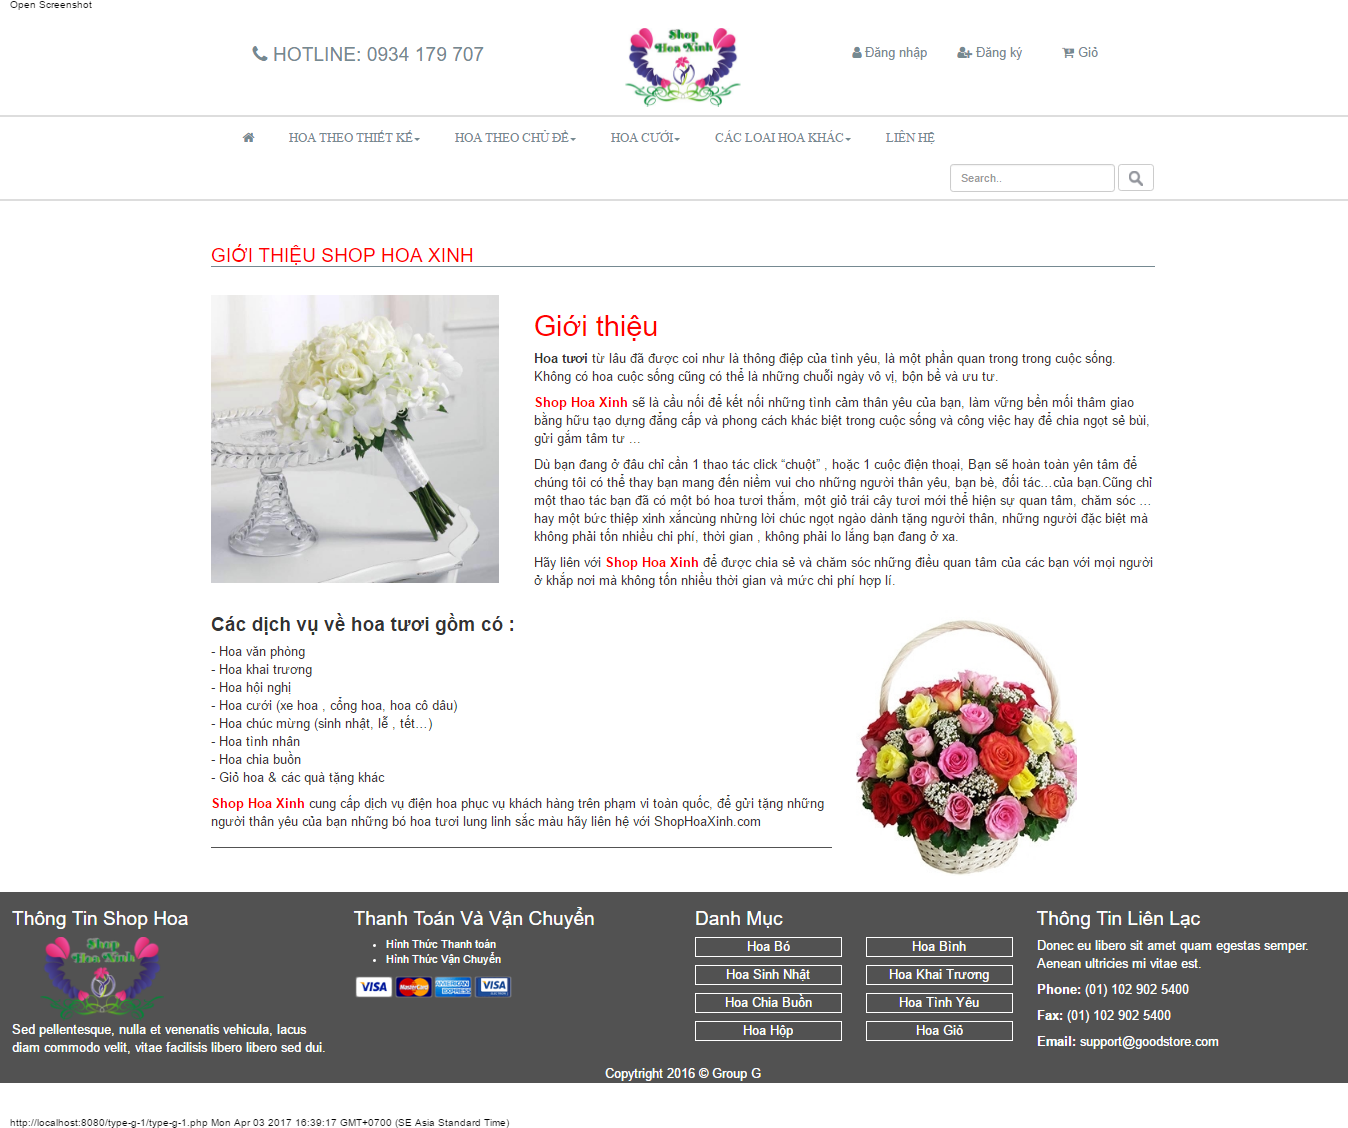 Open Screenshot
HOTLINE: 0934 179 707
Shop
Hoa Xinh
Đăng nhập
Đăng ký
Giỏ
HOA THEO THIẾT KẾ
HOA THEO CHỦ ĐỀ
HOA CƯỚI
CÁC LOẠI HOA KHÁC
LIÊN HỆ
Search..
GIỚI THIỆU SHOP HOA XINH
Giới thiệu
Hoa tươi từ lâu đã được coi như là thông điệp của tình yêu, là một phần quan trong trong cuộc sống.
Không có hoa cuộc sống cũng có thể là những chuỗi ngày vô vị, bộn bề và ưu tư.
Shop Hoa Xinh sẽ là cầu nối để kết nối những tình cảm thân yêu của bạn, làm vững bền mối thâm giao
bằng hữu tạo dựng đẳng cấp và phong cách khác biệt trong cuộc sống và công việc hay để chia ngọt sẻ bùi,
gửi gắm tâm tư ...
Dù bạn đang ở đâu chỉ cần 1 thao tác click “chuột” , hoặc 1 cuộc điện thoại, Bạn sẽ hoàn toàn yên tâm để
chúng tôi có thể thay bạn mang đến niềm vui cho những người thân yêu, bạn bè, đối tác…của bạn.Cũng chỉ
một thao tác bạn đã có một bó hoa tươi thắm, một giỏ trái cây tươi mới thể hiện sự quan tâm, chăm sóc …
hay một bức thiệp xinh xắncùng nhửng lời chúc ngọt ngào dành tặng người thân, những người đặc biệt mà
không phải tốn nhiều chi phí, thời gian , không phải lo lắng bạn đang ở xa.
Hãy liên với Shop Hoa Xinh để được chia sẻ và chăm sóc những điều quan tâm của các bạn với mọi người
ở khắp nơi mà không tốn nhiều thời gian và mức chi phí hợp lí.
Các dịch vụ về hoa tươi gồm có :
- Hoa văn phòng
- Hoa khai trương
- Hoa hội nghị
- Hoa cưới (xe hoa , cổng hoa, hoa cô dâu)
- Hoa chúc mừng (sinh nhật, lễ , tết…)
- Hoa tình nhân
- Hoa chia buồn
- Giỏ hoa & các quà tặng khác
Shop Hoa Xinh cung cấp dịch vụ điện hoa phục vụ khách hàng trên phạm vi toàn quốc, để gửi tặng những
người thân yêu của bạn những bó hoa tươi lung linh sắc màu hãy liên hệ với ShopHoaXinh.com
Thông Tin Shop Hoa
Shop
Hoa Xinh
Sed pellentesque, nulla et venenatis vehicula, lacus
diam commodo velit, vitae facilisis libero libero sed dui.
Thanh Toán Và Vận Chuyển
Hình Thức Thanh toán
Hình Thức Vận Chuyển
VISA
MasterCard
AMERICAN EXPRESS
VISA
Danh Mục
Hoa Bó
Hoa Bình
Hoa Sinh Nhật
Hoa Khai Trương
Hoa Chia Buồn
Hoa Tình Yêu
Hoa Hộp
Hoa Giỏ
Thông Tin Liên Lạc
Donec eu libero sit amet quam egestas semper.
Aenean ultricies mi vitae est.
Phone: (01) 102 902 5400
Fax: (01) 102 902 5400
Email: support@goodstore.com
Copytright 2016 © Group G
http://localhost:8080/type-g-1/type-g-1.php Mon Apr 03 2017 16:39:17 GMT+0700 (SE Asia Standard Time)